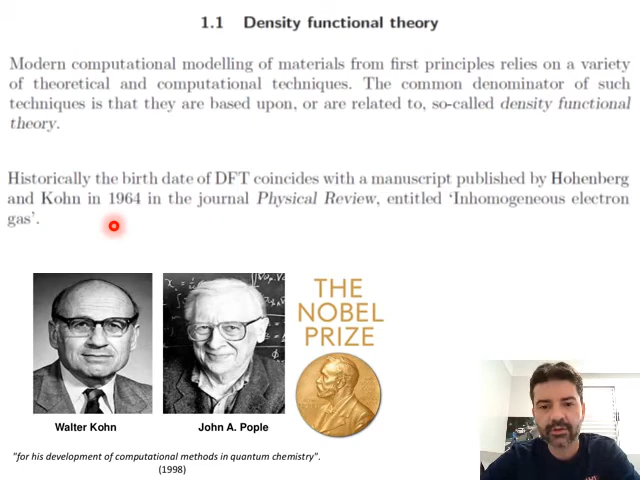 1.1 Density functional theory
Modern computational modelling of materials from first principles relies on a variety
of theoretical and computational techniques. The common denominator of such
techniques is that they are based upon, or are related to, so-called density functional
theory.
Historically the birth date of DFT coincides with a manuscript published by Hohenberg
and Kohn in 1964 in the journal Physical Review, entitled ‘Inhomogeneous electron
gas’.
THE
NOBEL
PRIZE
Walter Kohn
John A. Pople
"for his development of computational methods in quantum chemistry".
(1998)